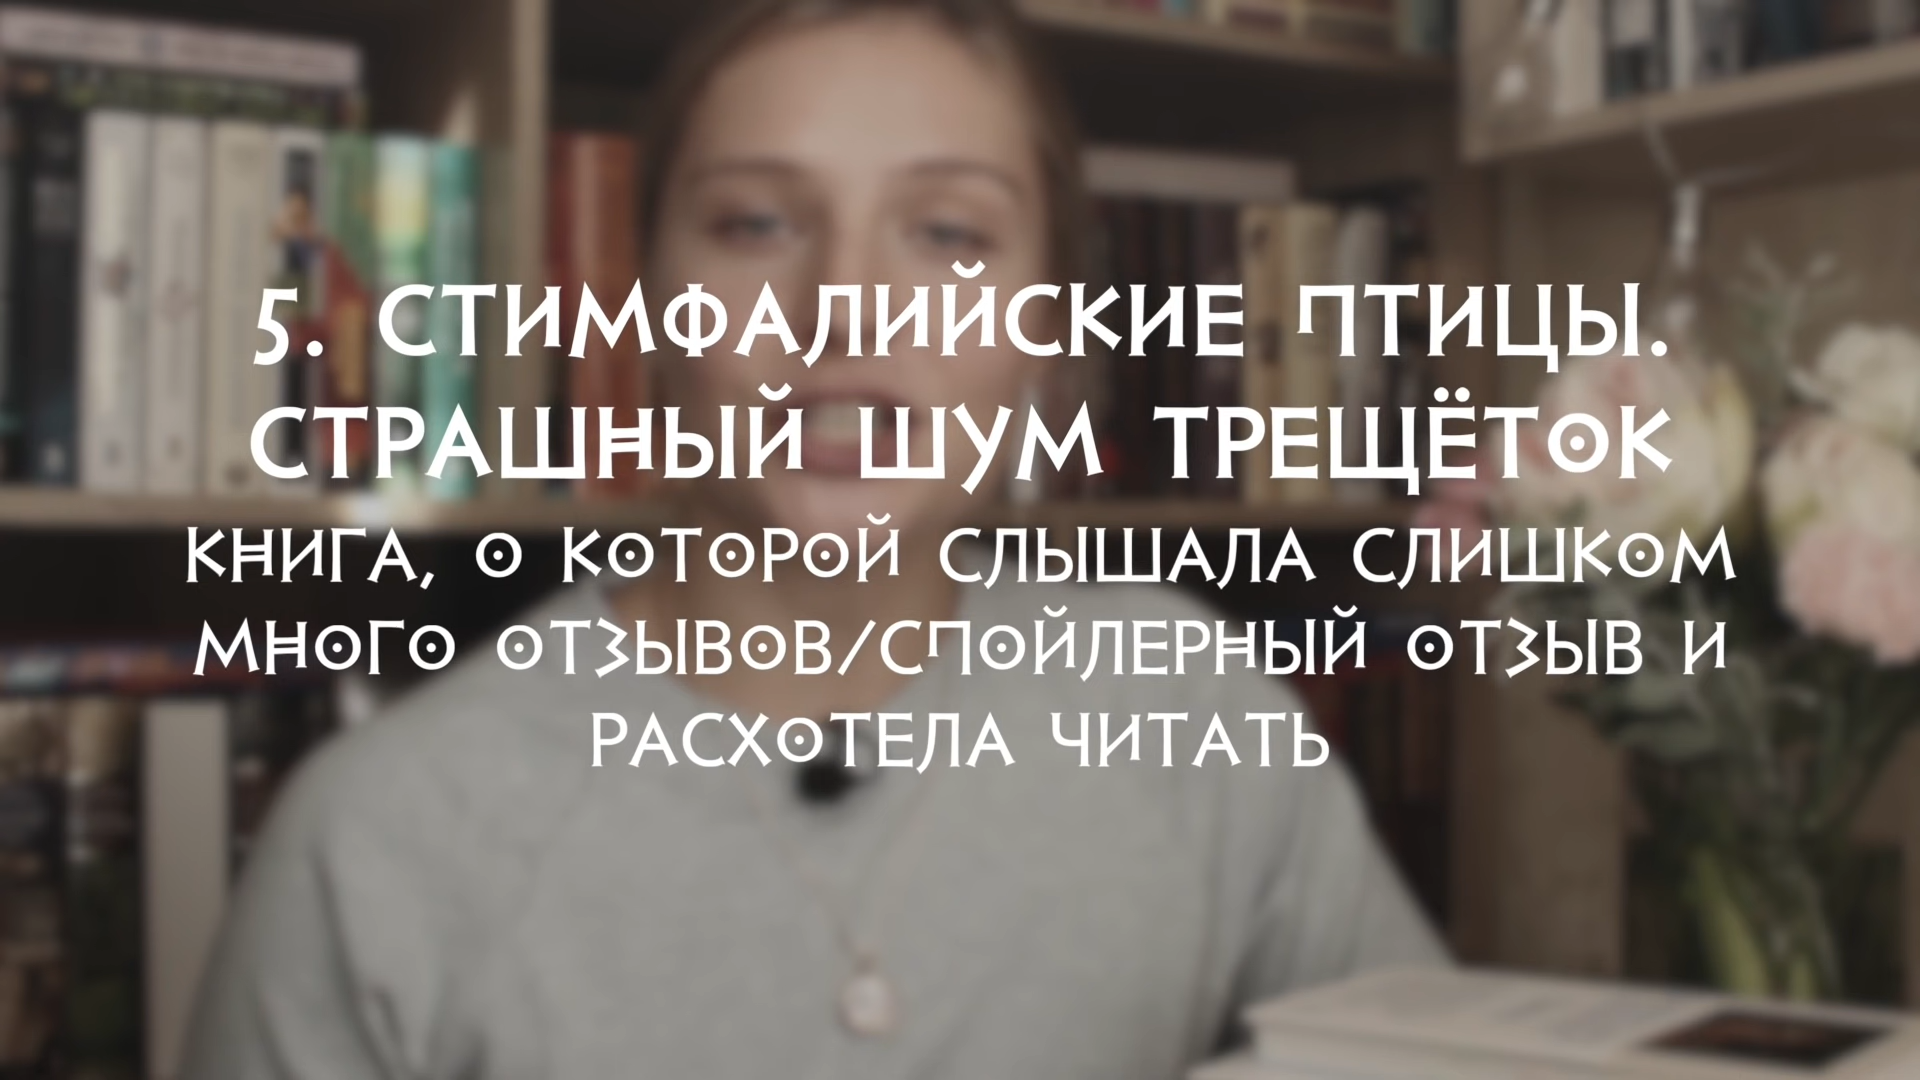 5. СТИМФАЛИЙСКИЕ ПТИЦЫ.
СТРАШНЫЙ ШУМ ТРЕЩЁТОК
КНИГА, О КОТОРОЙ СЛЫШАЛА СЛИШКОМ
МНОГО ОТЗЫВОВ/СПОЙЛЕРНЫЙ ОТЗЫВ И
РАСХОТЕЛА ЧИТАТЬ